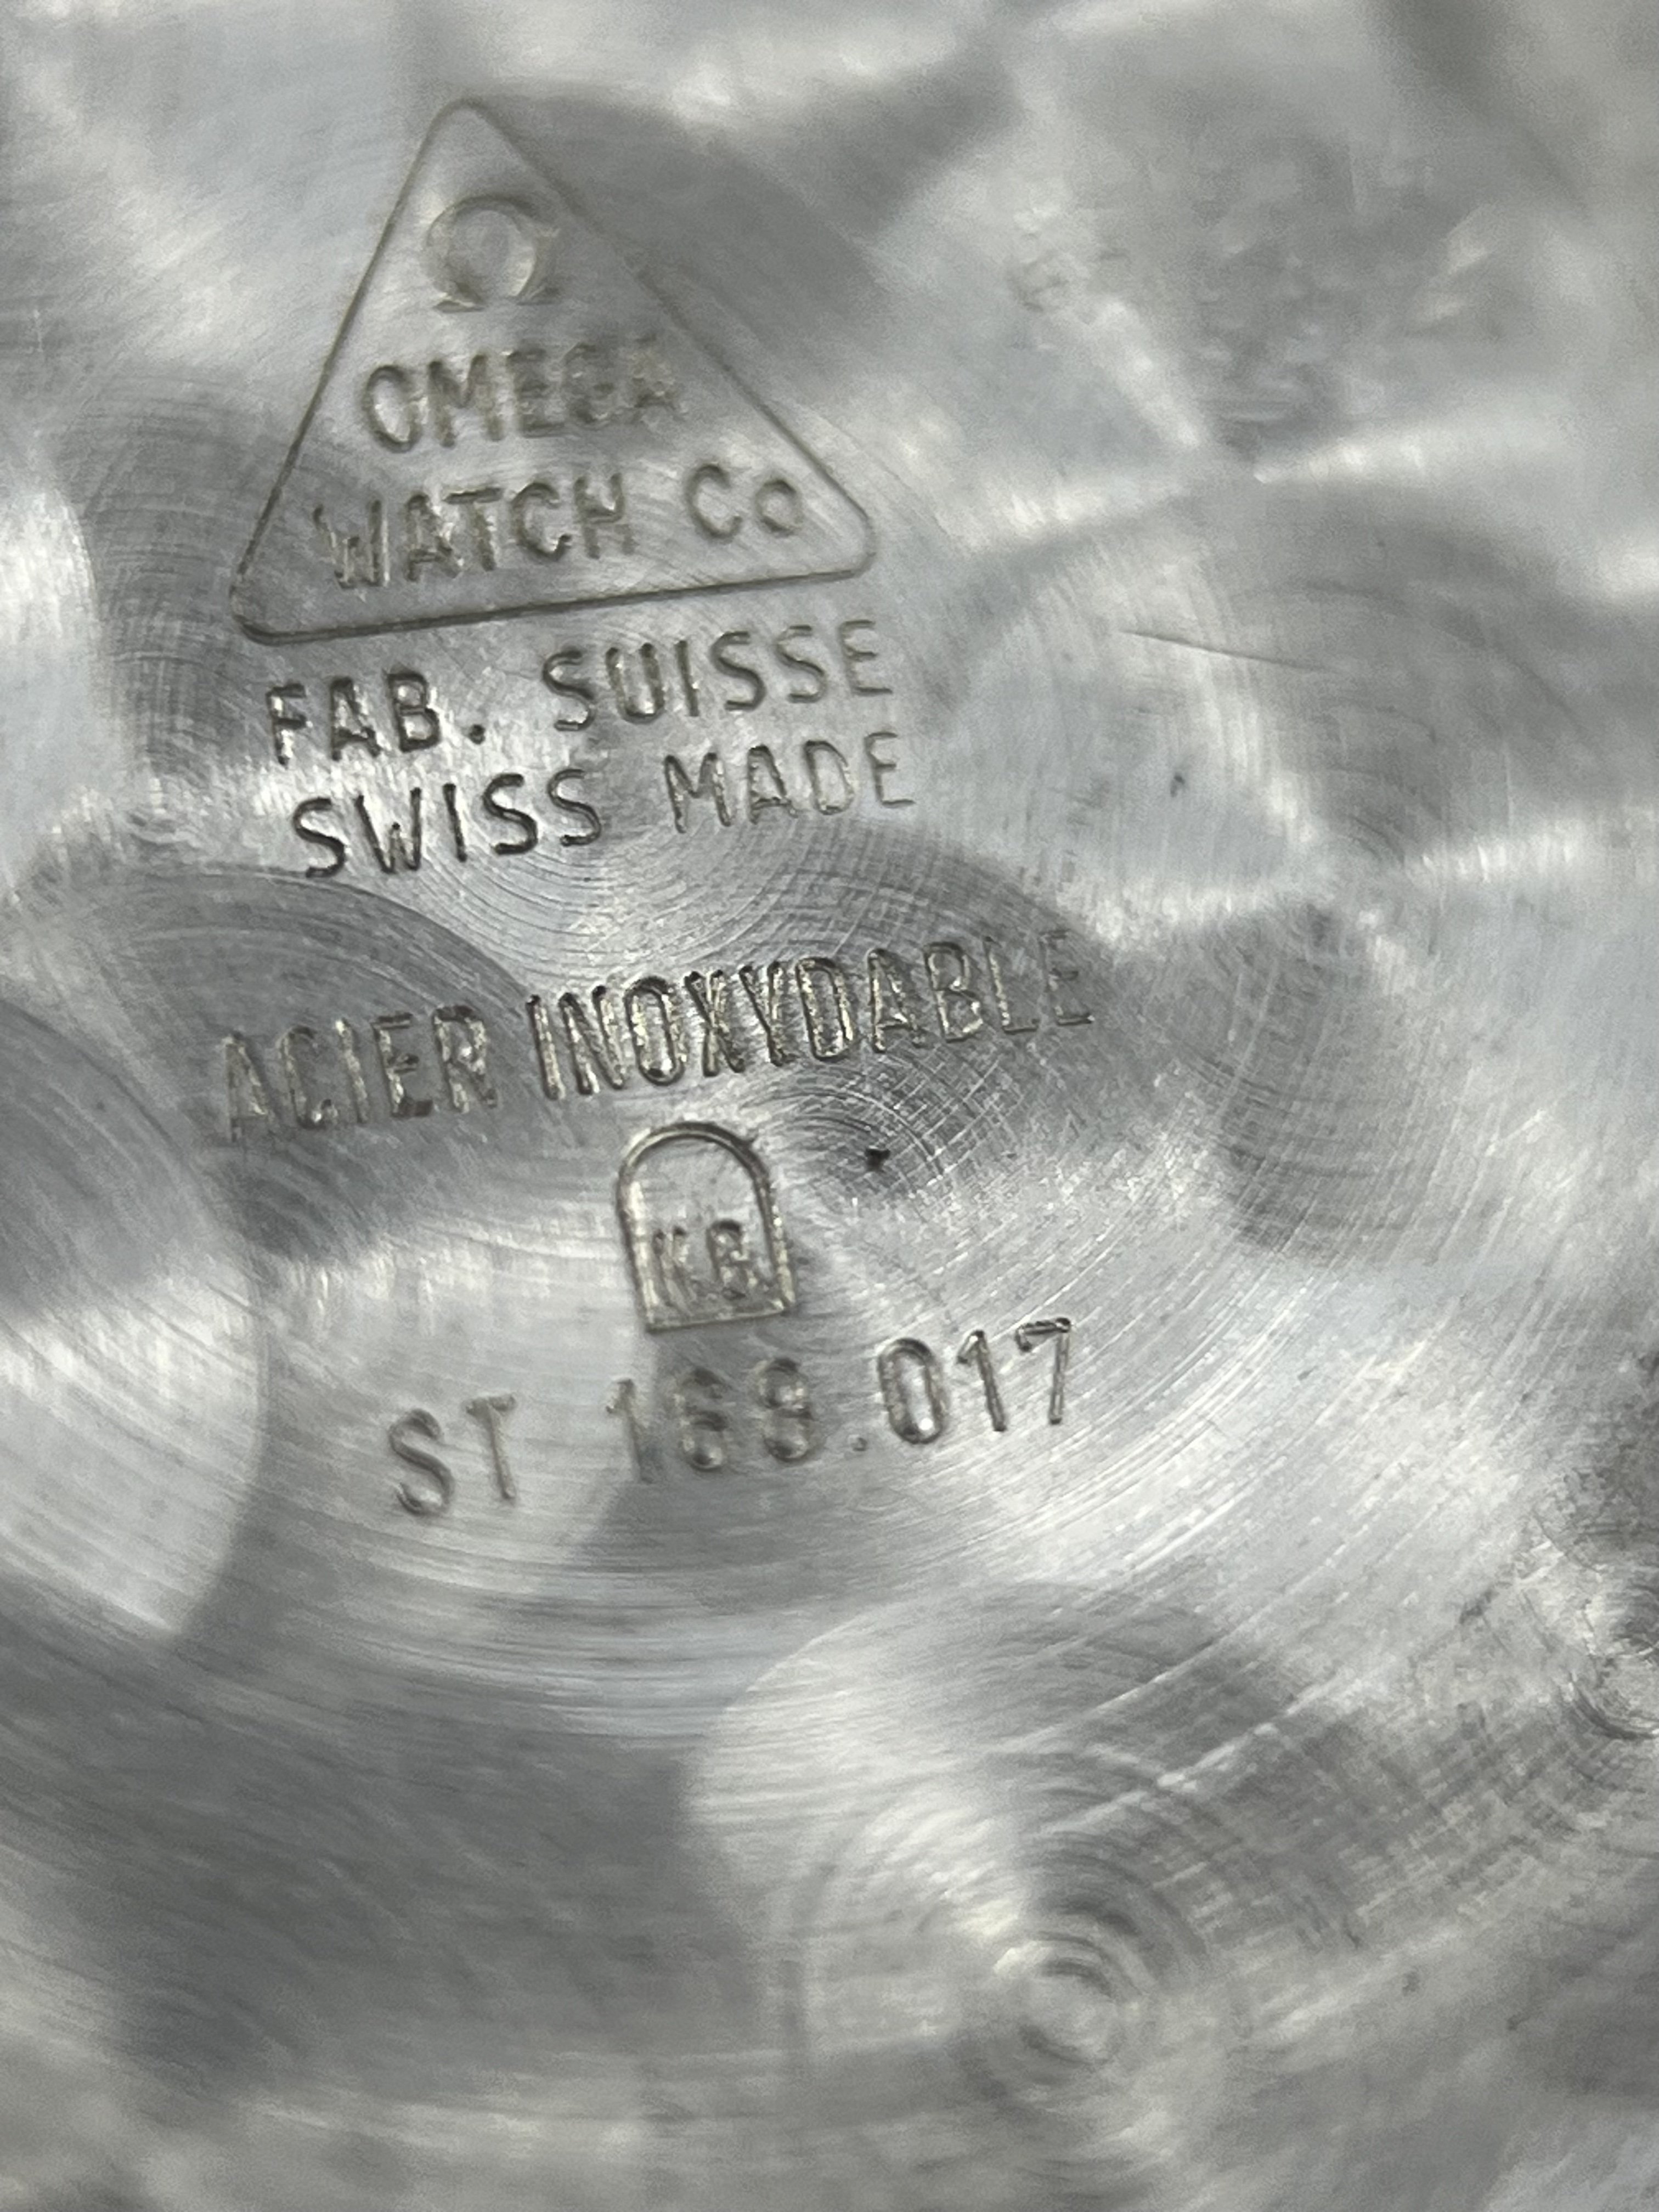 Ω
OMEGA
WATCH Co
FAB. SUISSE
SWISS MADE
ACIER INOXYDABLE
KB
ST 168.017